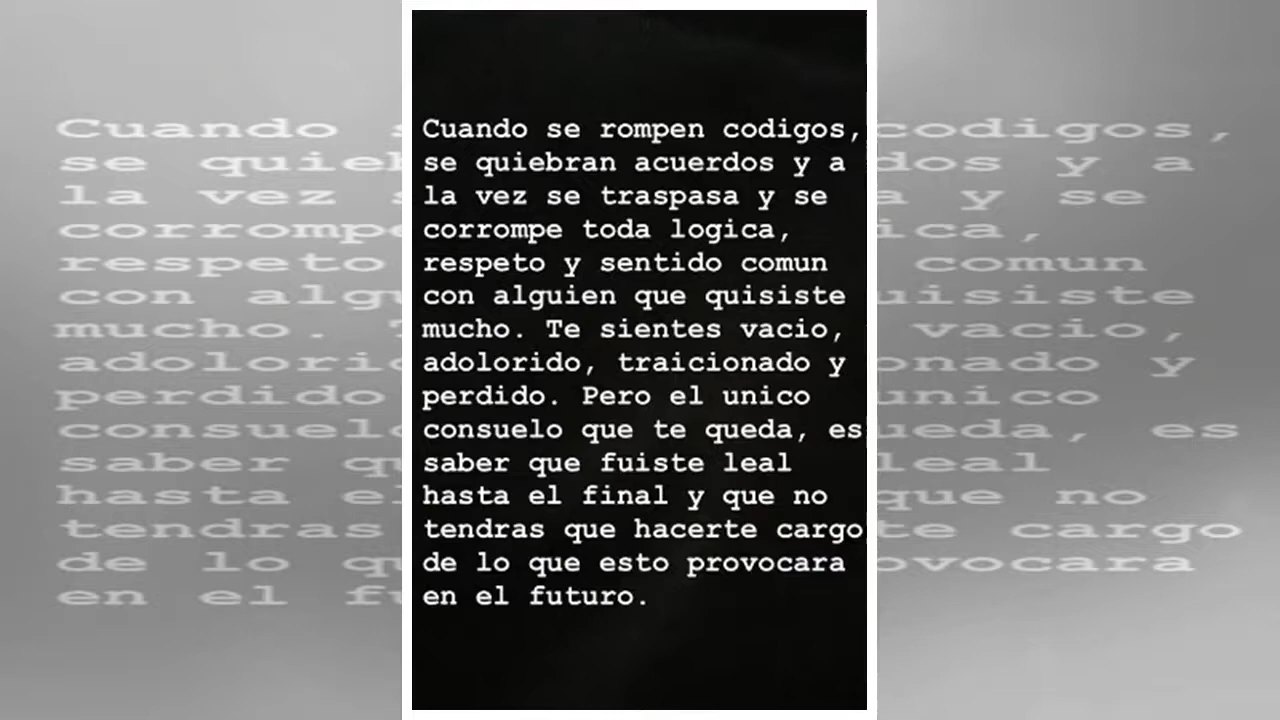 Cuando se rompen codigos,
se quiebran acuerdos y a
la vez se traspasa y se
corrompe toda logica,
respeto y sentido comun
con alguien que quisiste
mucho. Te sientes vacio,
adolorido, traicionado y
perdido. Pero el unico
consuelo que te queda, es
saber que fuiste leal
hasta el final y que no
tendras que hacerte cargo
de lo que esto provocara
en el futuro.